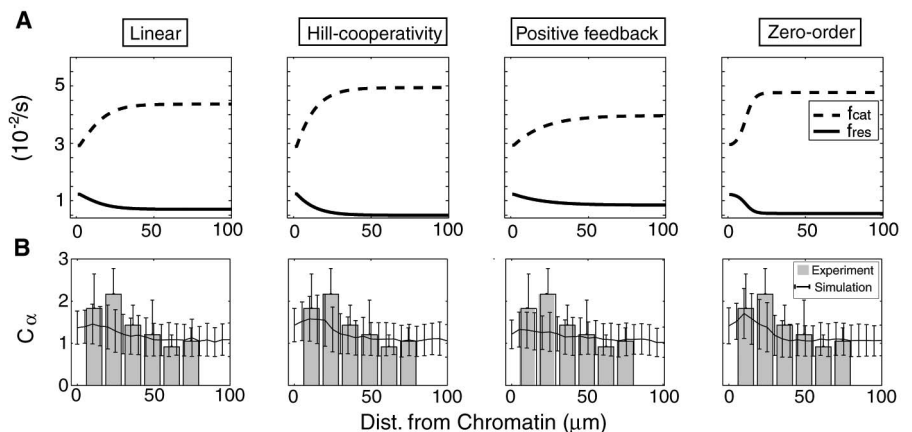 A
Linear
Hill-cooperativity
Positive feedback
Zero-order
(10⁻²/s)
5
3
1
fcat
fres
0 50 100
0 50 100
0 50 100
0 50 100
B
Cα
3
2
1
0
Experiment
Simulation
0 50 100
0 50 100
0 50 100
0 50 100
Dist. from Chromatin (μm)